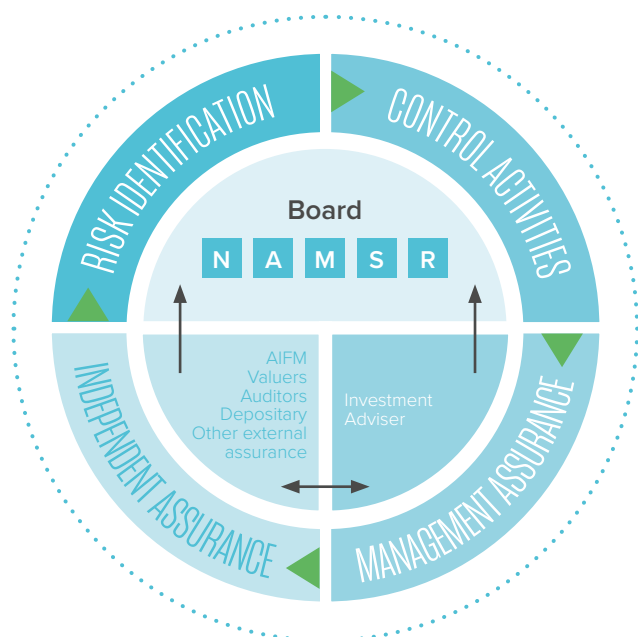 RISK IDENTIFICATION
CONTROL ACTIVITIES
Board
N A M S R
AIFM
Valuers
Auditors
Depositary
Other external
assurance
Investment
Adviser
INDEPENDENT ASSURANCE
MANAGEMENT ASSURANCE